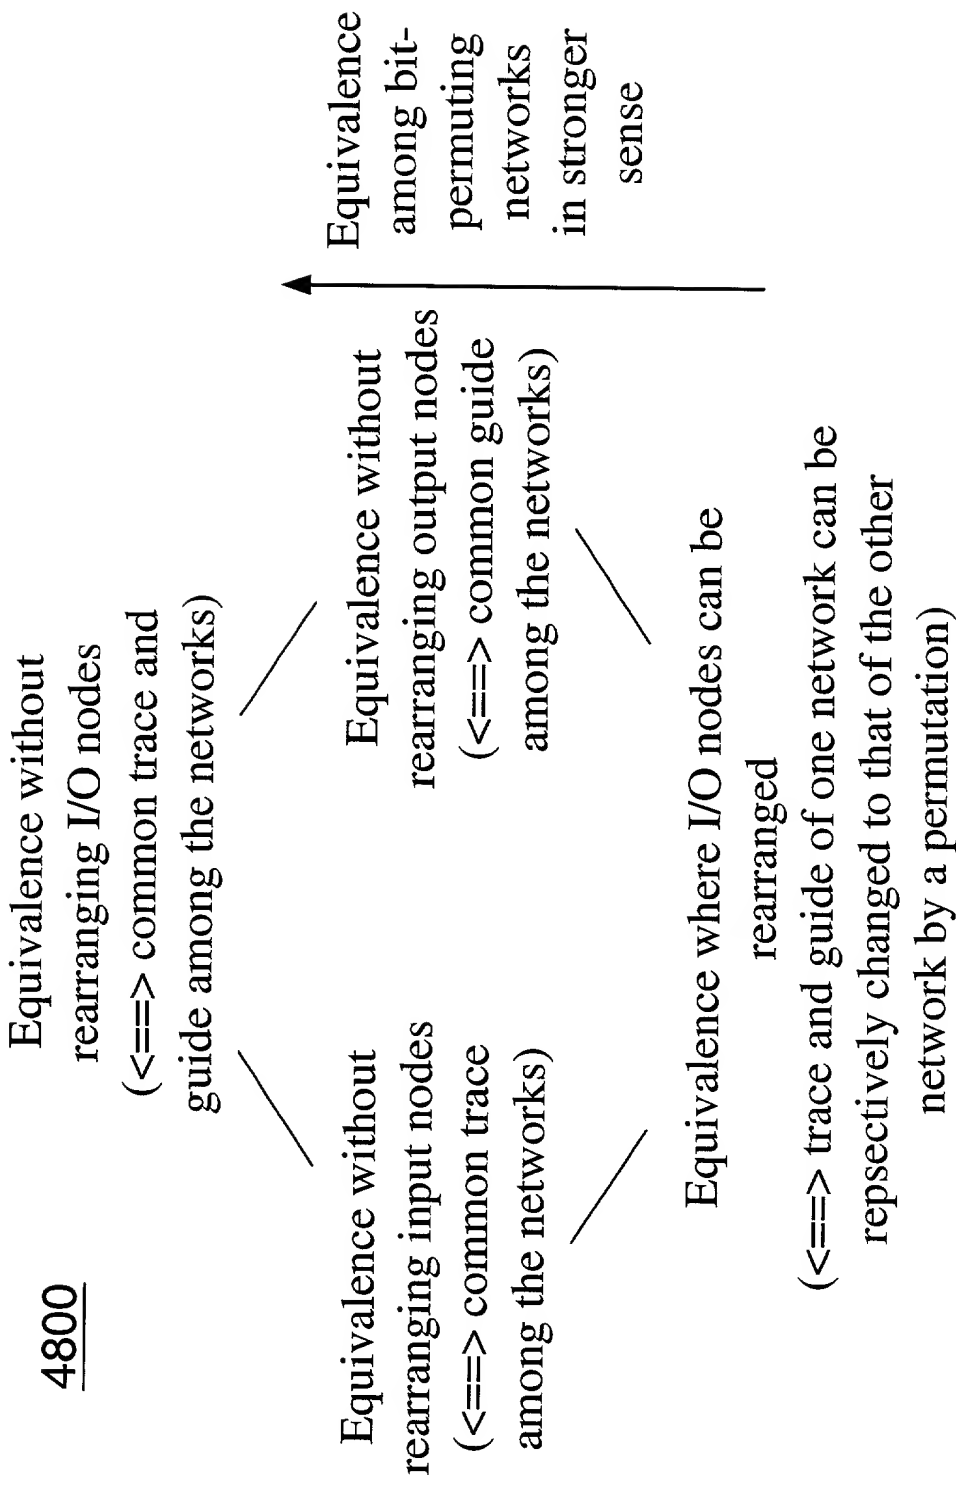 4800
Equivalence without
rearranging I/O nodes
(<==> common trace and
guide among the networks)
Equivalence without
rearranging input nodes
(<==> common trace
among the networks)
Equivalence without
rearranging output nodes
(<==> common guide
among the networks)
Equivalence
among bit-
permuting
networks
in stronger
sense
Equivalence where I/O nodes can be
rearranged
(<==> trace and guide of one network can be
repsectively changed to that of the other
network by a permutation)